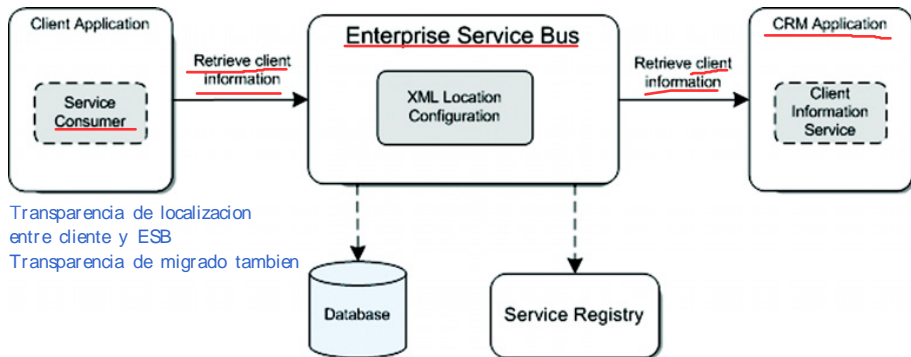 Client Application
Service
Consumer
Retrieve client
information
Enterprise Service Bus
XML Location
Configuration
Retrieve client
information
CRM Application
Client
Information
Service
Transparencia de localizacion
entre cliente y ESB
Transparencia de migrado tambien
Database
Service Registry